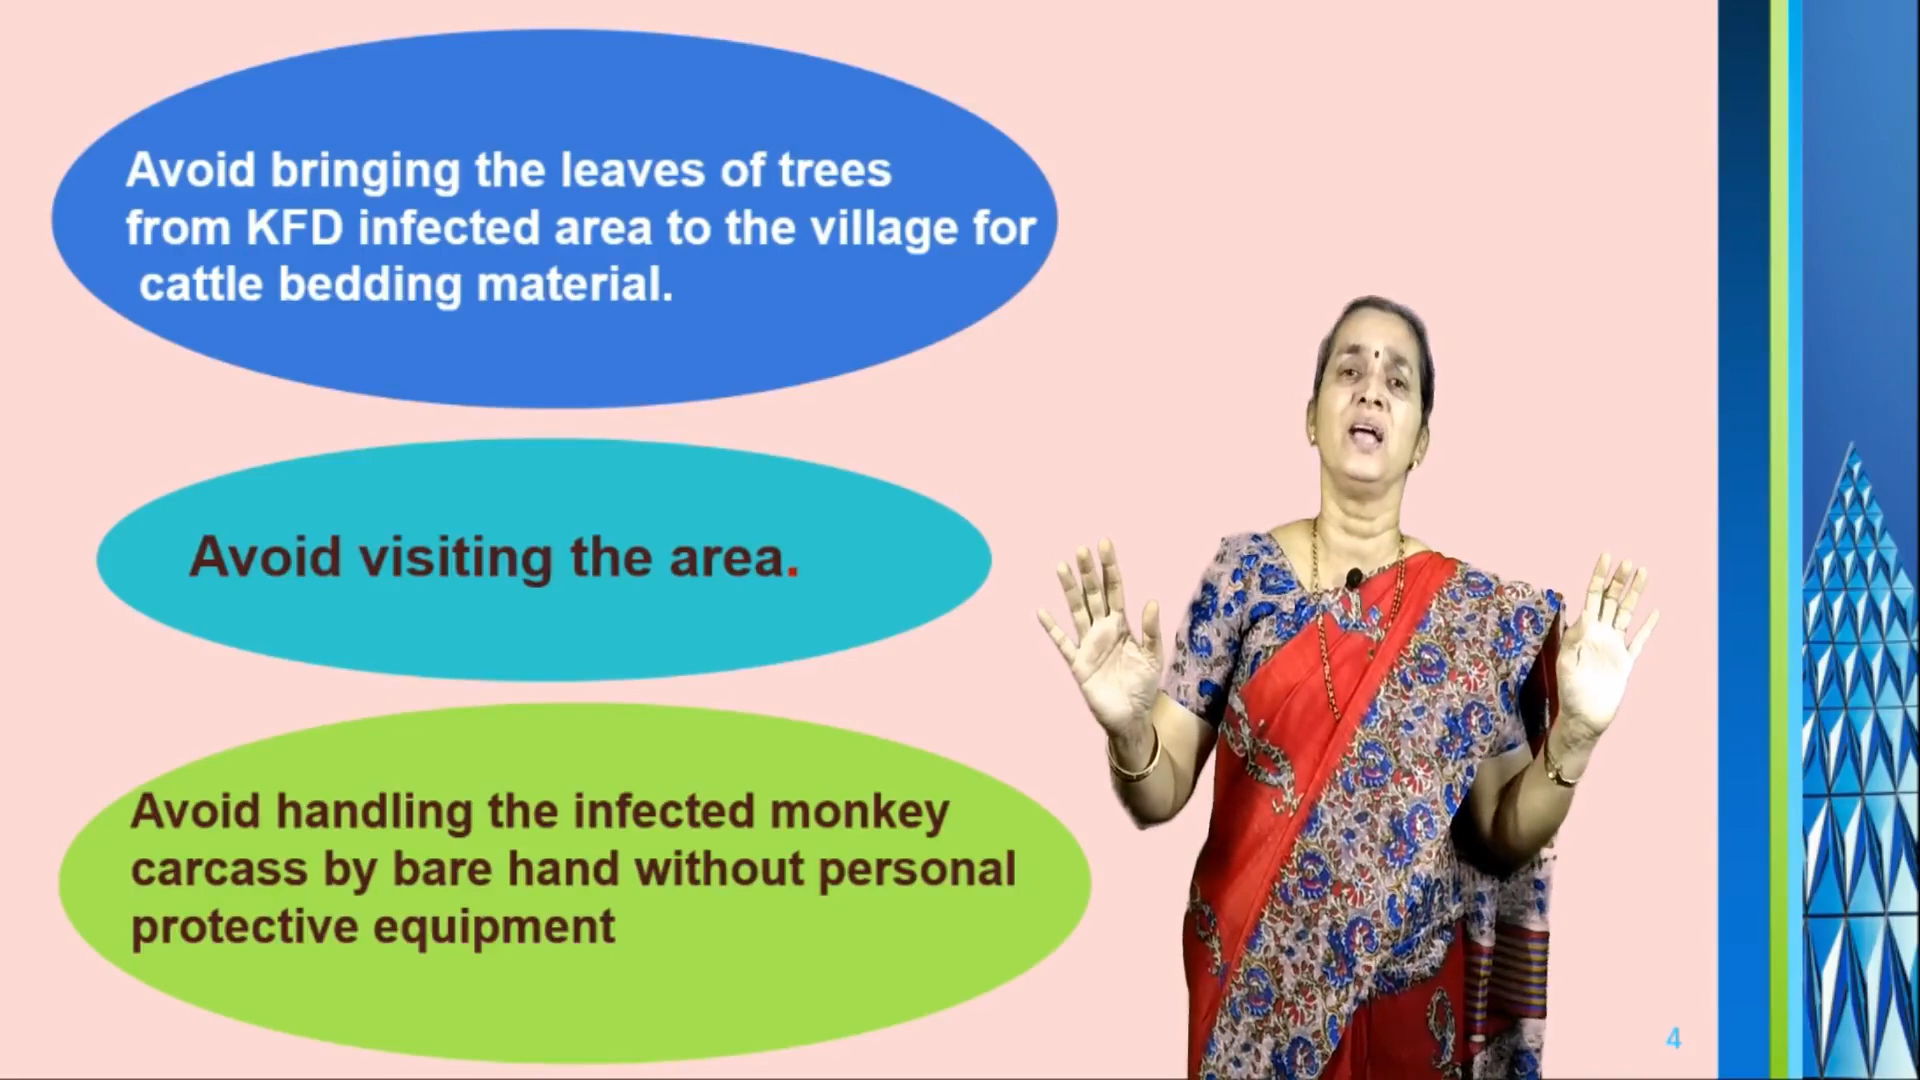 Avoid bringing the leaves of trees
from KFD infected area to the village for
cattle bedding material.
Avoid visiting the area.
Avoid handling the infected monkey
carcass by bare hand without personal
protective equipment
4